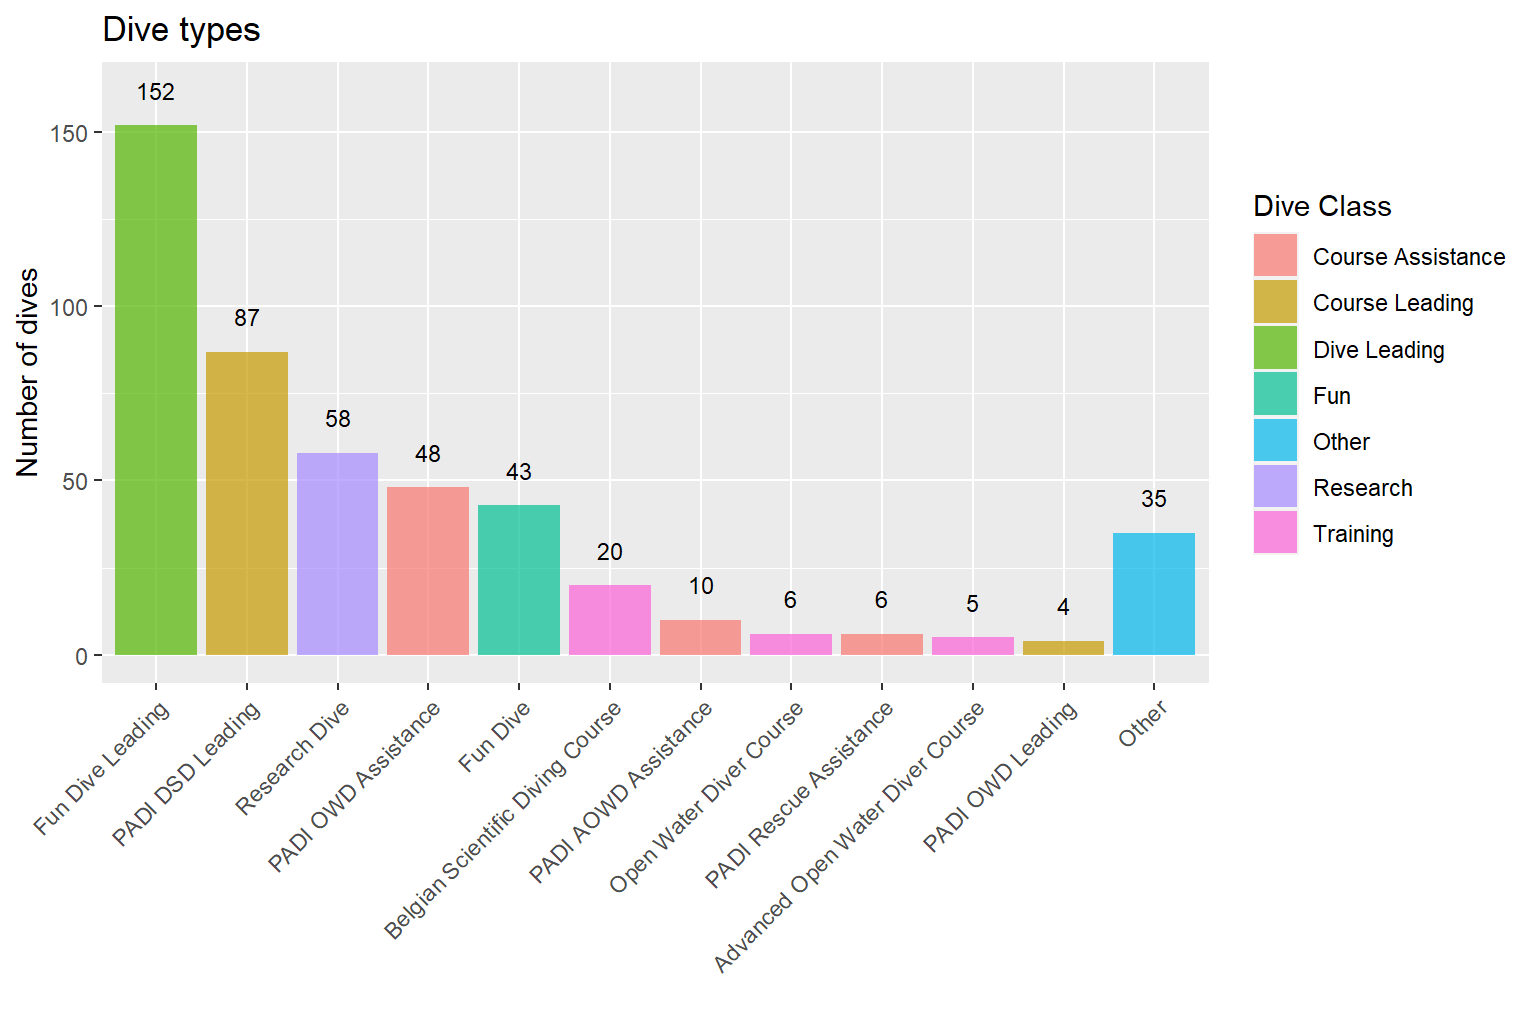 Dive types
Number of dives
150
100
50
0
152
87
58
48
43
20
10
6
6
5
4
35
Fun Dive Leading
PADI DSD Leading
Research Dive
PADI OWD Assistance
Fun Dive
Belgian Scientific Diving Course
PADI AOWD Assistance
Open Water Diver Course
PADI Rescue Assistance
Advanced Open Water Diver Course
PADI OWD Leading
Other
Dive Class
Course Assistance
Course Leading
Dive Leading
Fun
Other
Research
Training